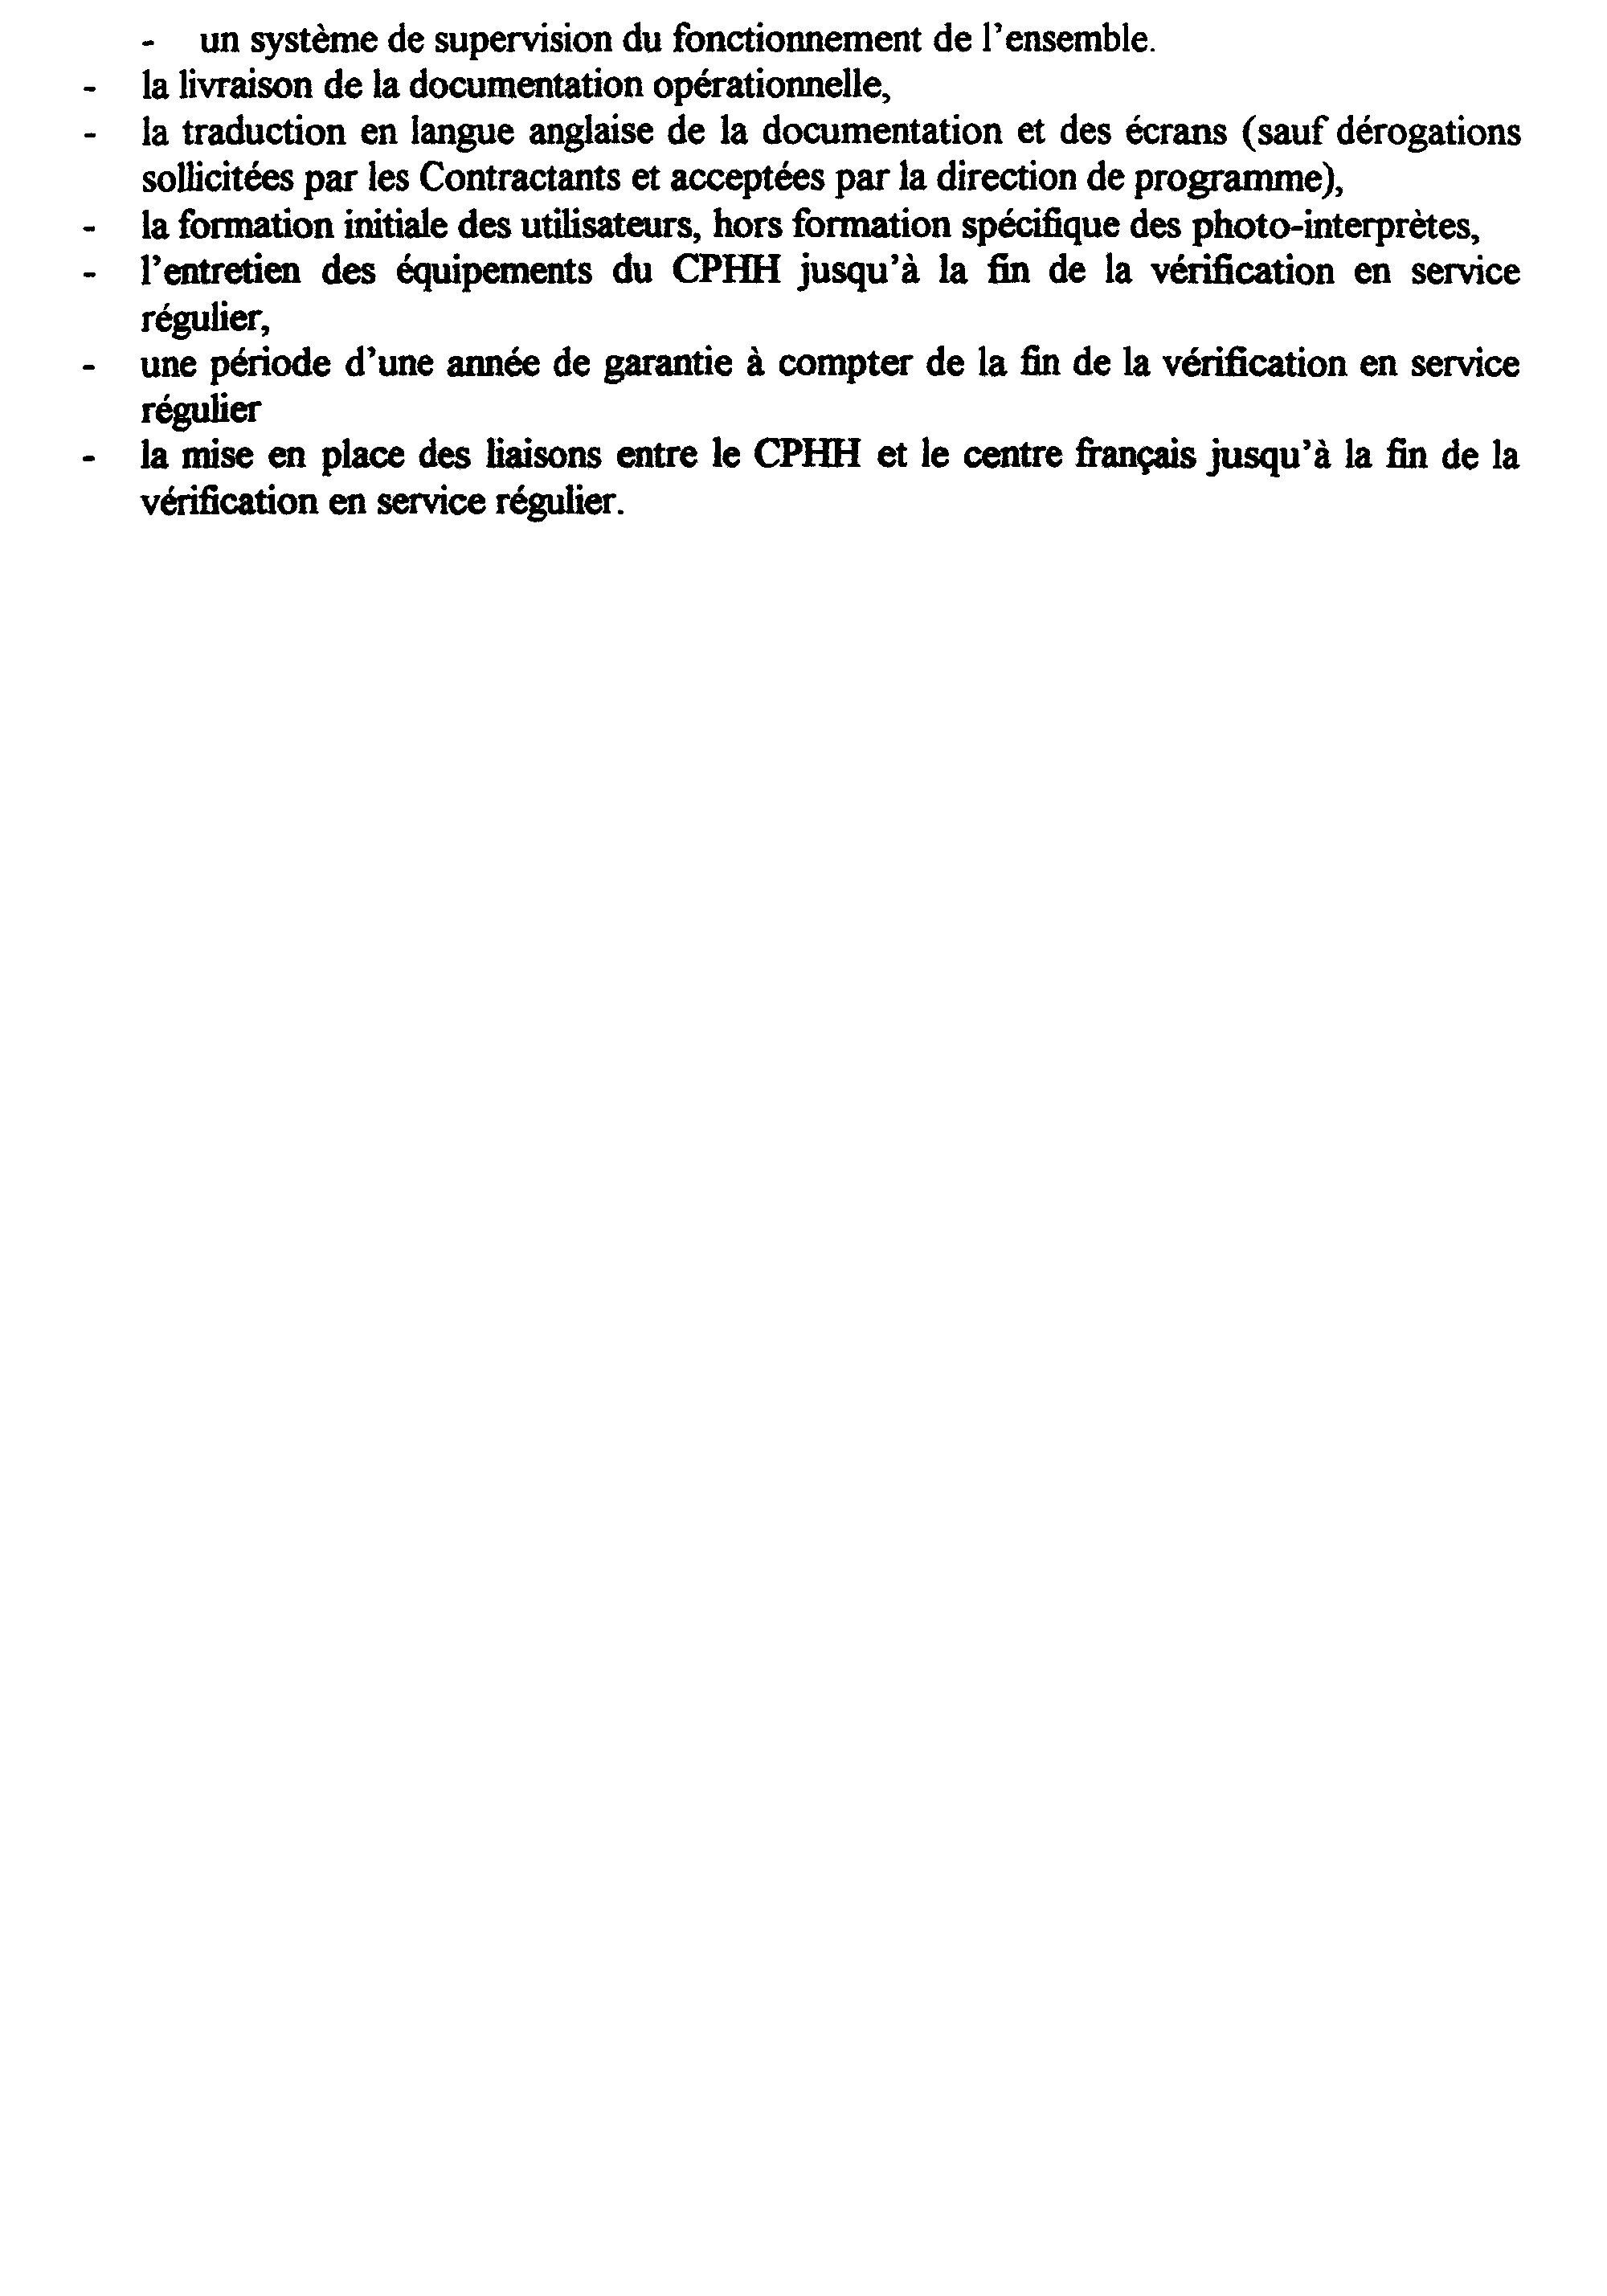 - un système de supervision du fonctionnement de l'ensemble.
- la livraison de la documentation opérationnelle,
- la traduction en langue anglaise de la documentation et des écrans (sauf dérogations
sollicitées par les Contractants et acceptées par la direction de programme),
- la formation initiale des utilisateurs, hors formation spécifique des photo-interprètes,
- l'entretien des équipements du CPHH jusqu'à la fin de la vérification en service
régulier,
- une période d'une année de garantie à compter de la fin de la vérification en service
régulier
- la mise en place des liaisons entre le CPHH et le centre français jusqu'à la fin de la
vérification en service régulier.